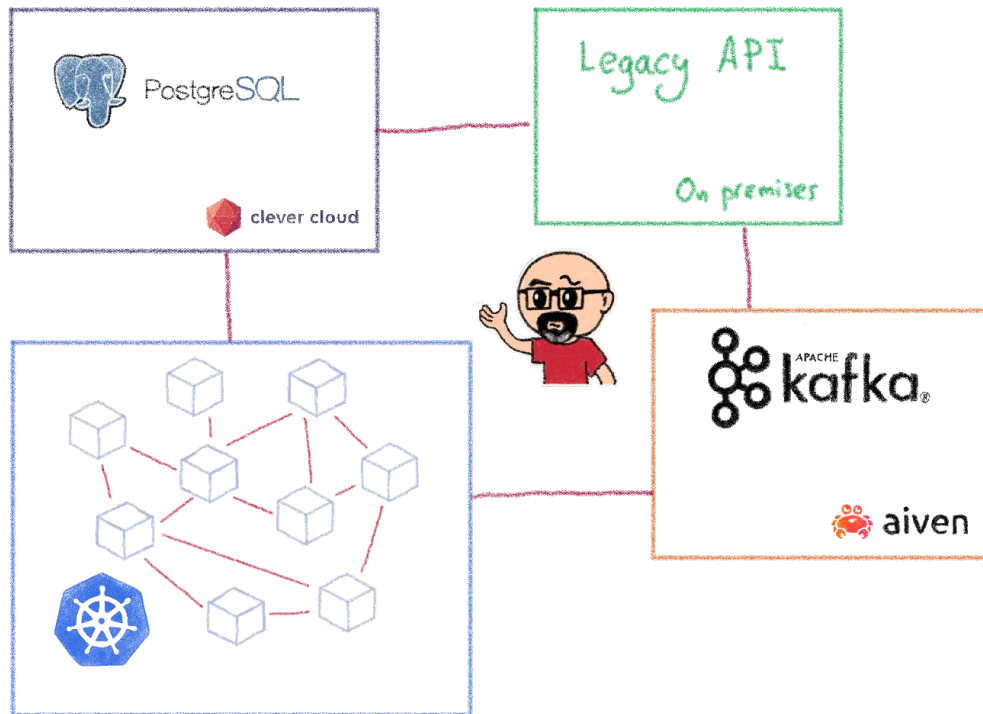 PostgreSQL
clever cloud
Legacy API
On premises
APACHE
kafka®
aiven